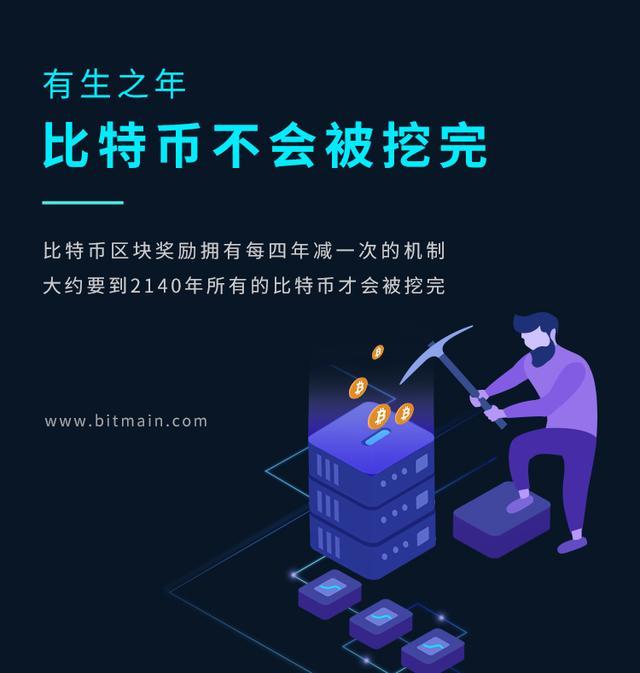 有生之年
比特币不会被挖完
比特币区块奖励拥有每四年减一次的机制
大约要到2140年所有的比特币才会被挖完
www.bitmain.com